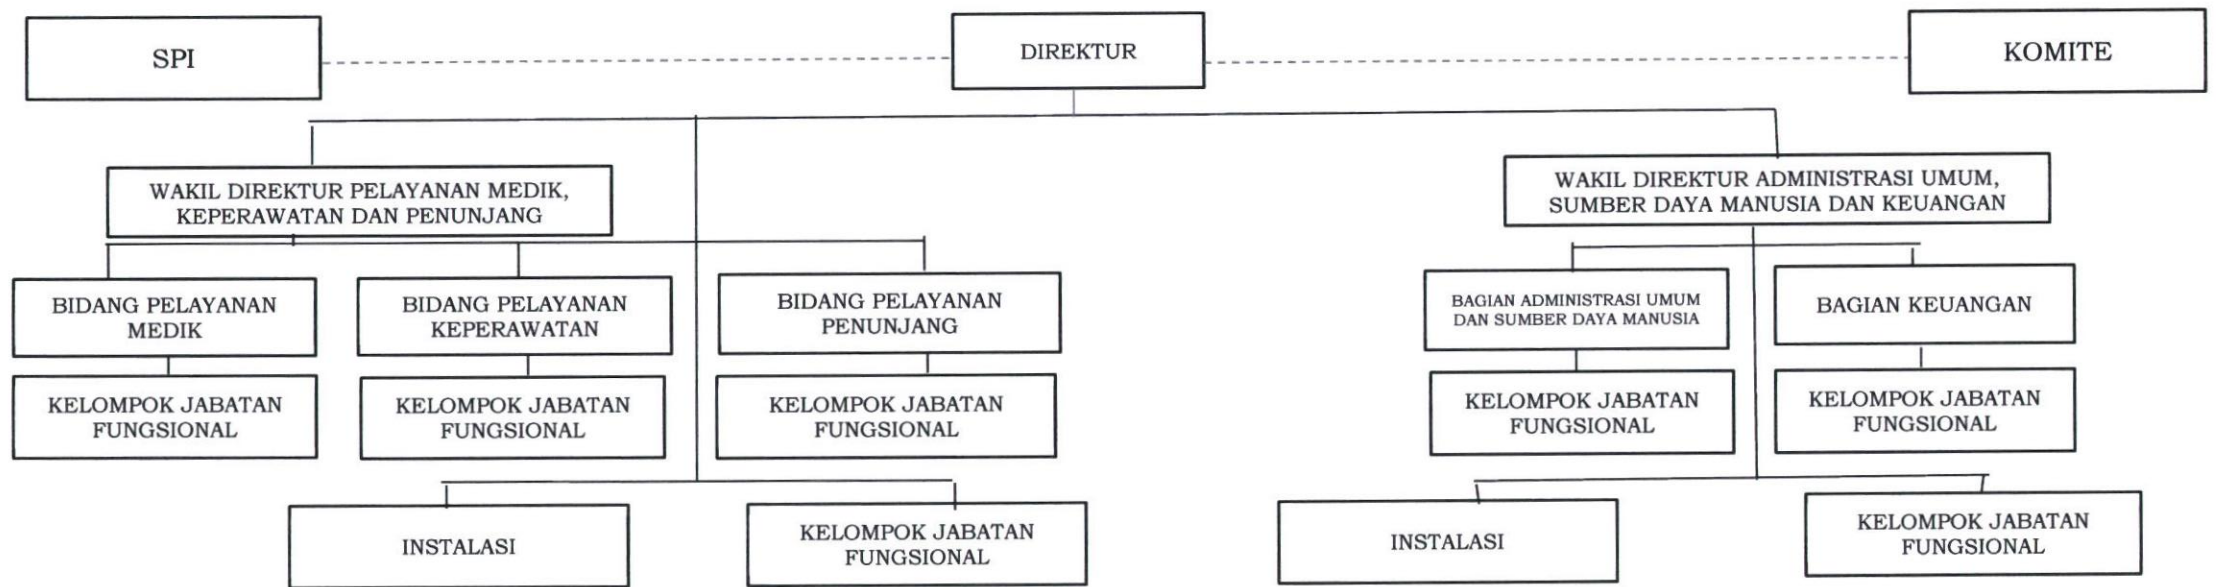 SPI
DIREKTUR
KOMITE
WAKIL DIREKTUR PELAYANAN MEDIK,
KEPERAWATAN DAN PENUNJANG
WAKIL DIREKTUR ADMINISTRASI UMUM,
SUMBER DAYA MANUSIA DAN KEUANGAN
BIDANG PELAYANAN
MEDIK
BIDANG PELAYANAN
KEPERAWATAN
BIDANG PELAYANAN
PENUNJANG
BAGIAN ADMINISTRASI UMUM
DAN SUMBER DAYA MANUSIA
BAGIAN KEUANGAN
KELOMPOK JABATAN
FUNGSIONAL
KELOMPOK JABATAN
FUNGSIONAL
KELOMPOK JABATAN
FUNGSIONAL
KELOMPOK JABATAN
FUNGSIONAL
KELOMPOK JABATAN
FUNGSIONAL
INSTALASI
KELOMPOK JABATAN
FUNGSIONAL
INSTALASI
KELOMPOK JABATAN
FUNGSIONAL